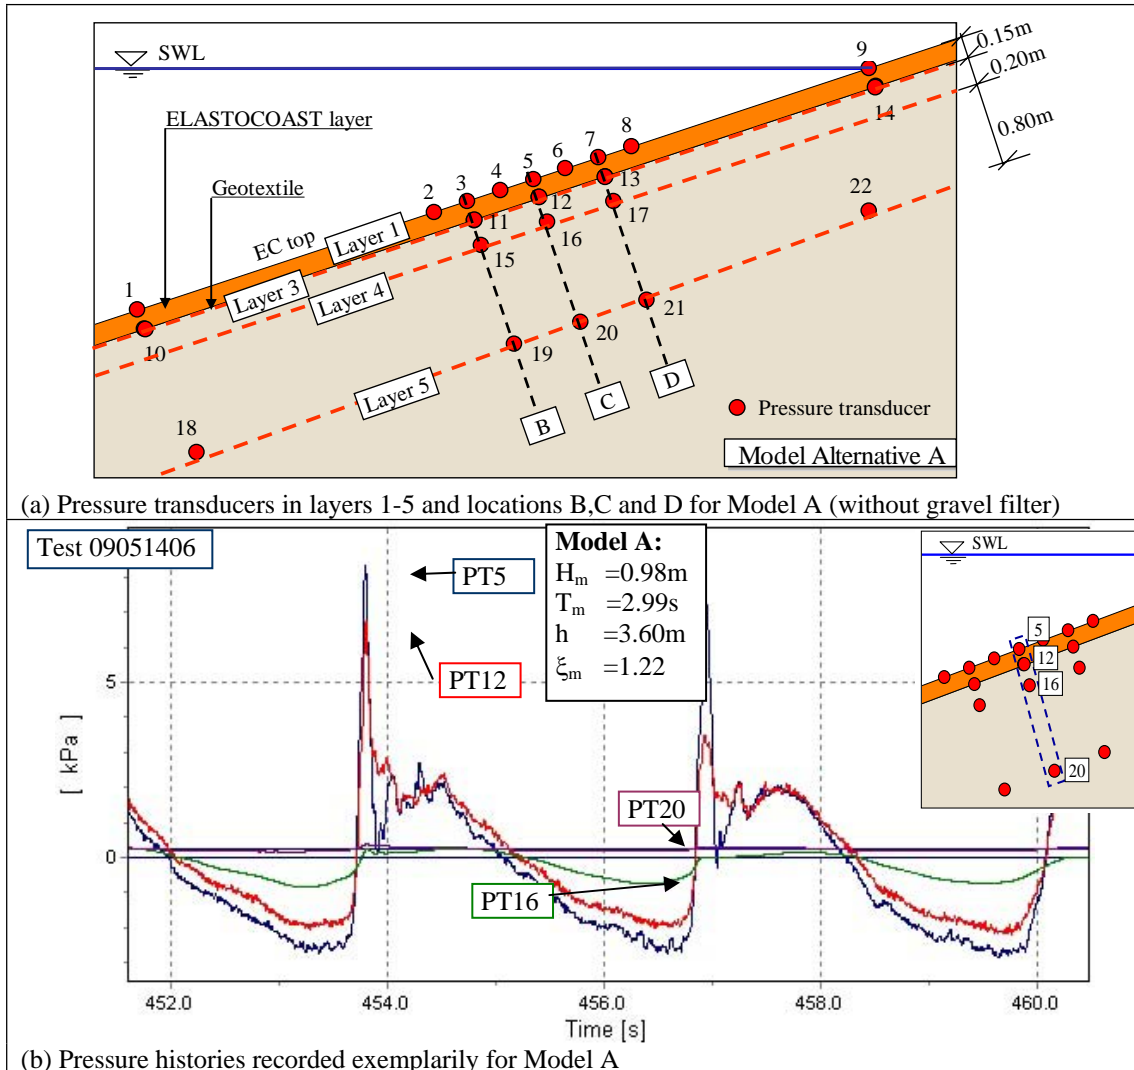 SWL
9
0.15m
0.20m
0.80m
14
ELASTOCOAST layer
8
7
6
5
4
3
2
13
12
11
Geotextile
17
16
15
22
EC top
Layer 1
Layer 3
Layer 4
1
10
21
20
19
Layer 5
D
C
B
18
Pressure transducer
Model Alternative A
(a) Pressure transducers in layers 1-5 and locations B,C and D for Model A (without gravel filter)
Test 09051406
PT5
PT12
Model A:
Hm =0.98m
Tm =2.99s
h =3.60m
ξm =1.22
SWL
5
12
16
20
5
0
[ kPa ]
PT20
PT16
452.0 454.0 456.0 458.0 460.0
Time [s]
(b) Pressure histories recorded exemplarily for Model A